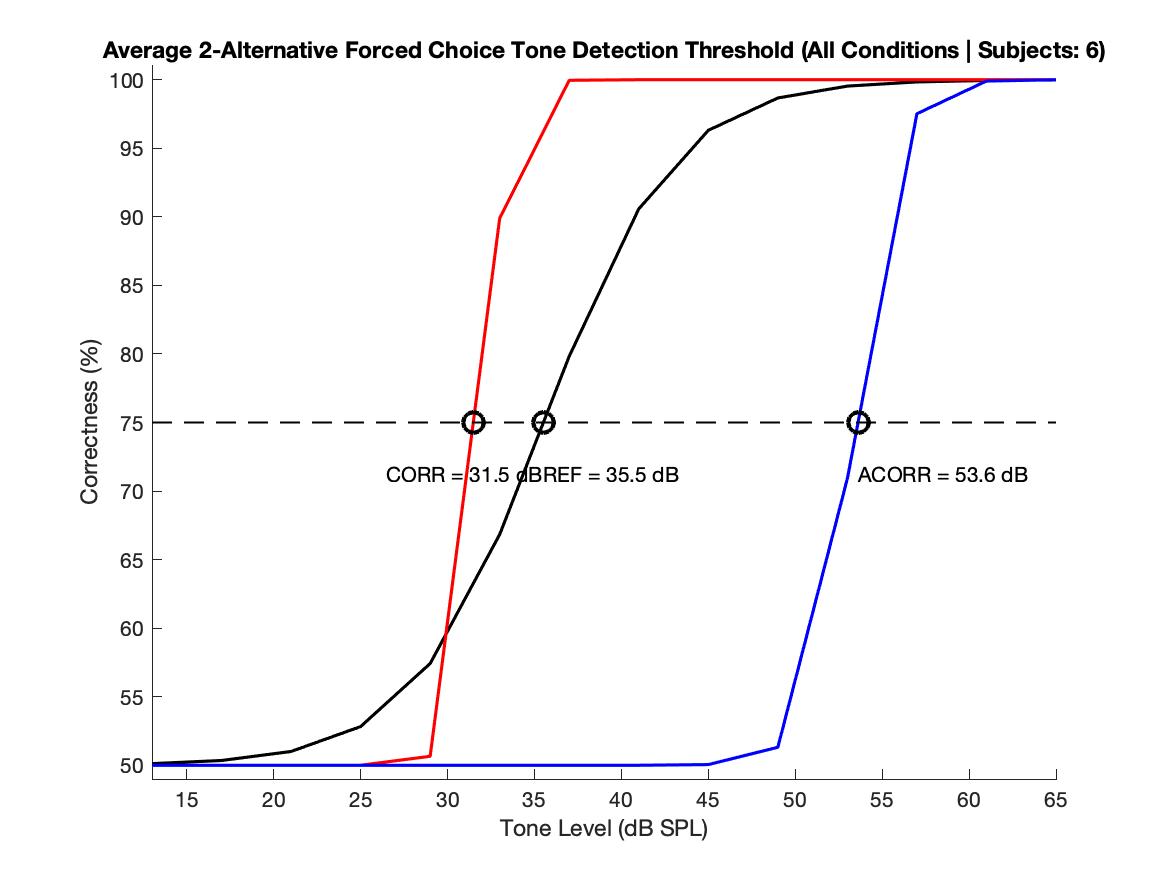 Average 2-Alternative Forced Choice Tone Detection Threshold (All Conditions | Subjects: 6)
100
95
90
85
80
75
70
65
60
55
50
Correctness (%)
CORR = 31.5 dB
REF = 35.5 dB
ACORR = 53.6 dB
15 20 25 30 35 40 45 50 55 60 65
Tone Level (dB SPL)